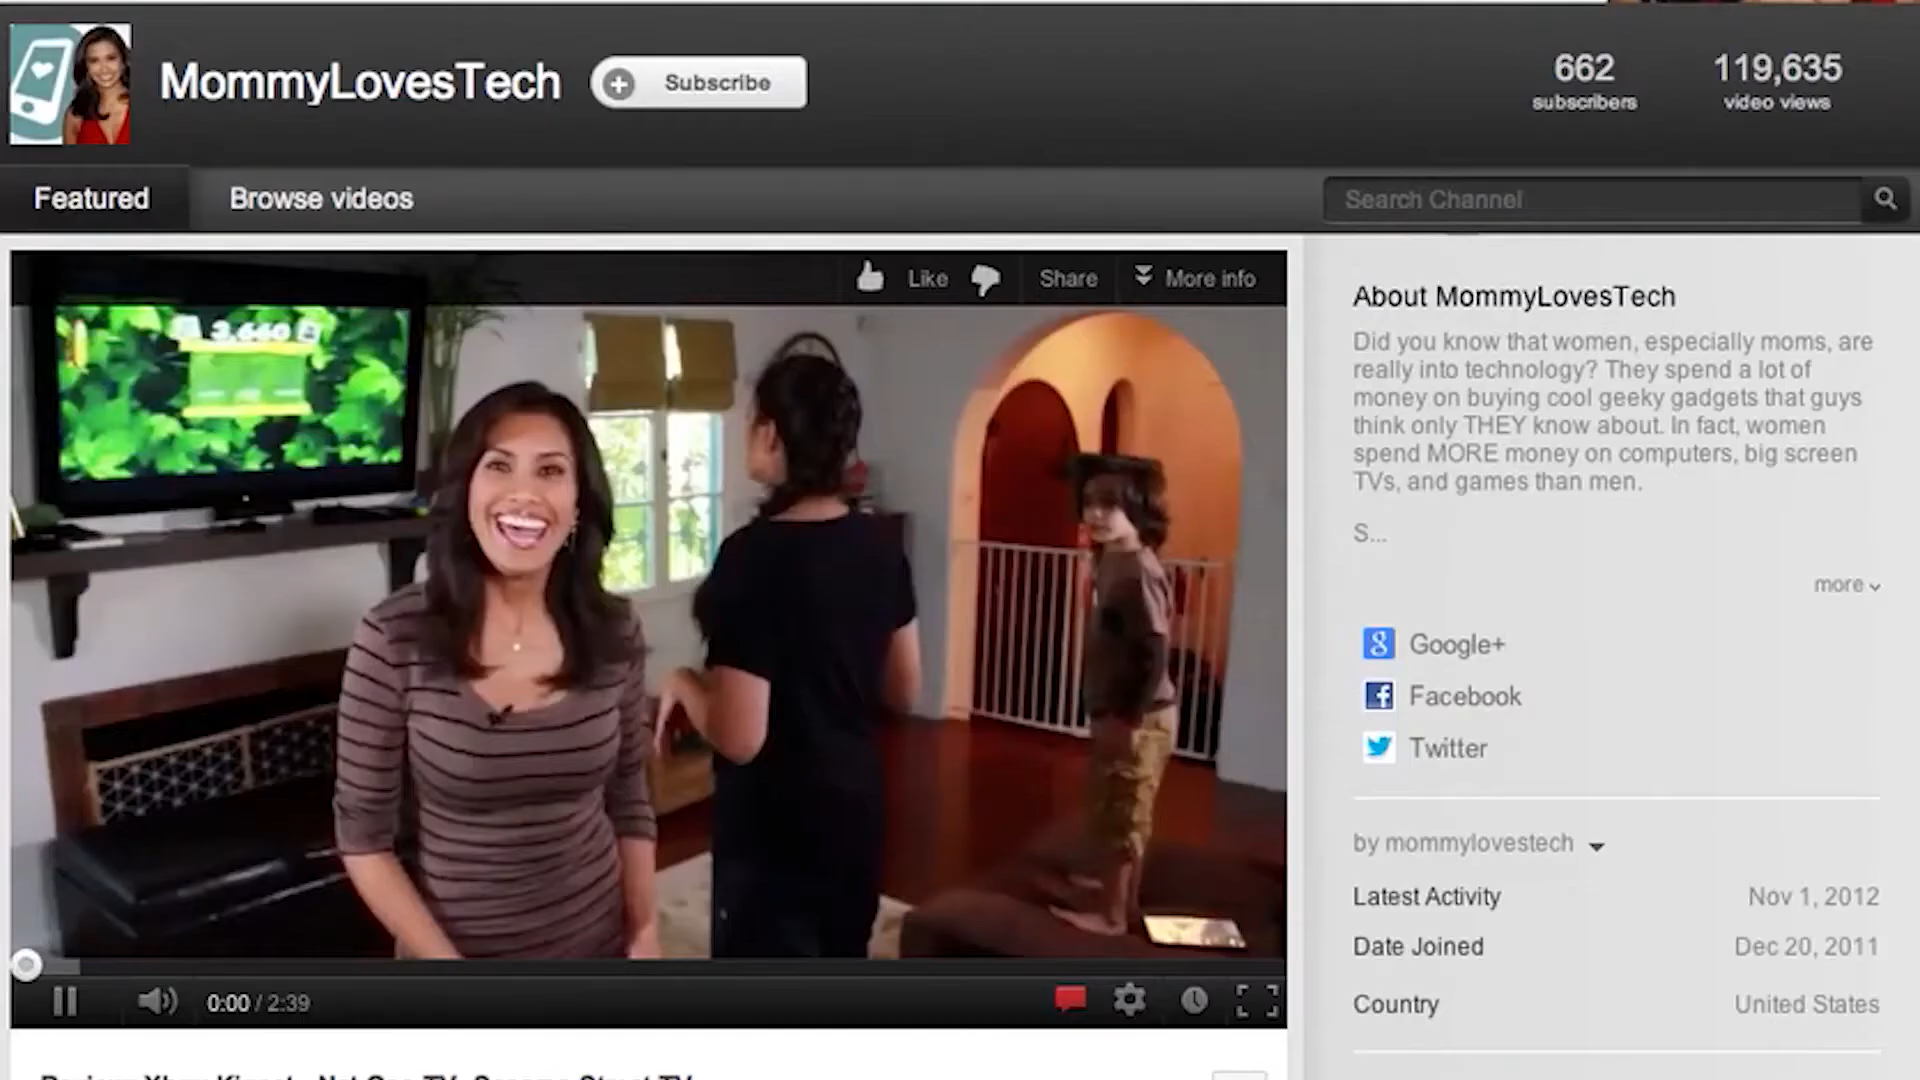 MommyLovesTech
Subscribe
662
subscribers
119,635
video views
Featured
Browse videos
Search Channel
Like
Share
More info
3,640
About MommyLovesTech
Did you know that women, especially moms, are
really into technology? They spend a lot of
money on buying cool geeky gadgets that guys
think only THEY know about. In fact, women
spend MORE money on computers, big screen
TVs, and games than men.
S...
more
Google+
Facebook
Twitter
by mommylovestech
Latest Activity
Nov 1, 2012
Date Joined
Dec 20, 2011
Country
United States
0:00 / 2:39